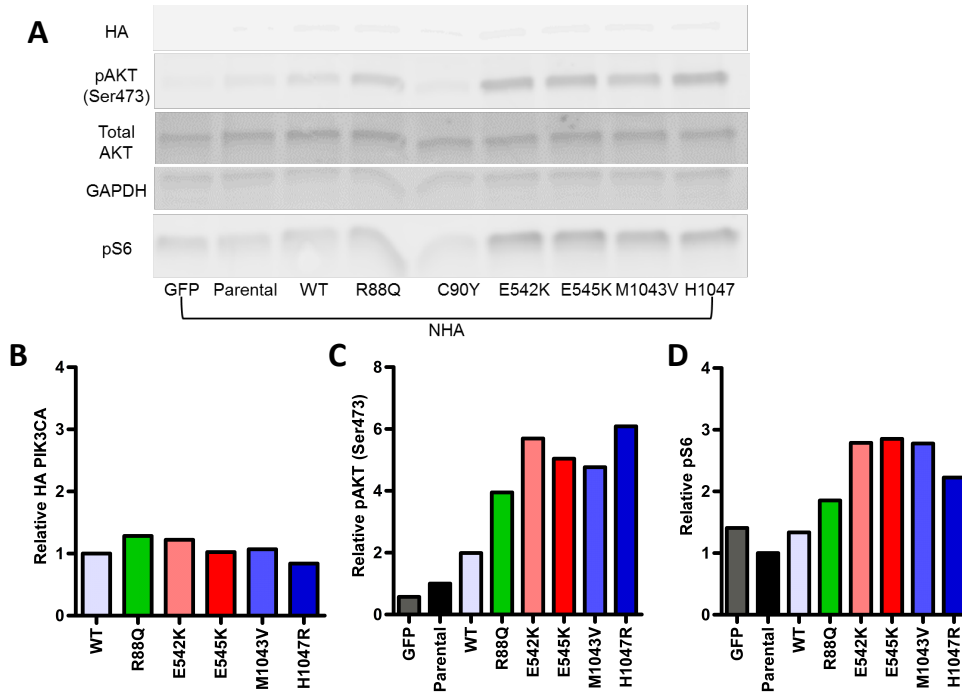 A
HA
pAKT
(Ser473)
Total
AKT
GAPDH
pS6
GFP Parental WT R88Q C90Y E542K E545K M1043V H1047
NHA
B
Relative HA PIK3CA
4
3
2
1
0
WT R88Q E542K E545K M1043V H1047R
C
Relative pAKT (Ser473)
8
6
4
2
0
GFP Parental WT R88Q E542K E545K M1043V H1047R
D
Relative pS6
4
3
2
1
0
GFP Parental WT R88Q E542K E545K M1043V H1047R